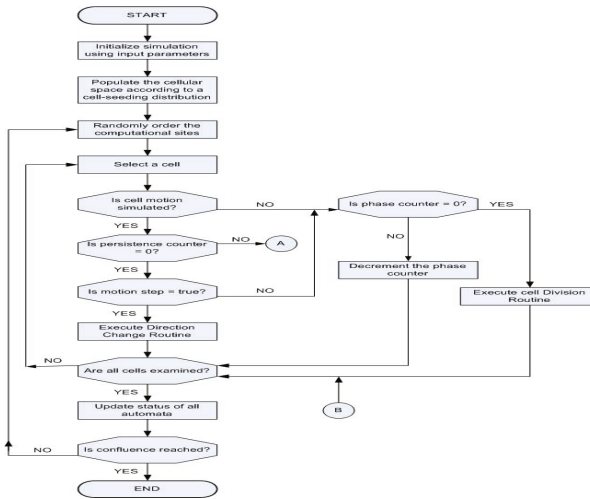 START
Initialize simulation
using input parameters
Populate the cellular
space according to a
cell-seeding distribution
Randomly order the
computational sites
Select a cell
Is cell motion
simulated?
NO
Is phase counter = 0?
YES
YES
Is persistence counter
= 0?
NO
A
NO
YES
Decrement the phase
counter
Is motion step = true?
NO
Execute cell Division
Routine
YES
Execute Direction
Change Routine
NO
Are all cells examined?
YES
B
Update status of all
automata
NO
Is confluence reached?
YES
END